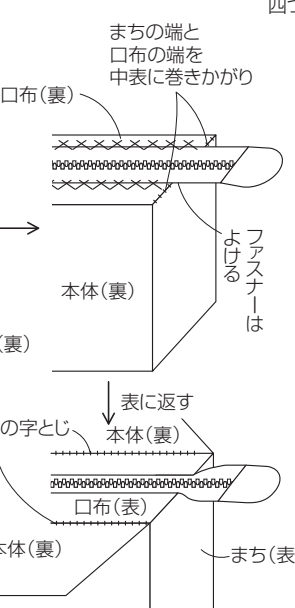 四つ
まちの端と
口布の端を
中表に巻きかがり
口布(裏)
ファスナーは
よける
本体(裏)
(裏)
表に返す
の字とじ
本体(裏)
口布(表)
本体(裏)
まち(表